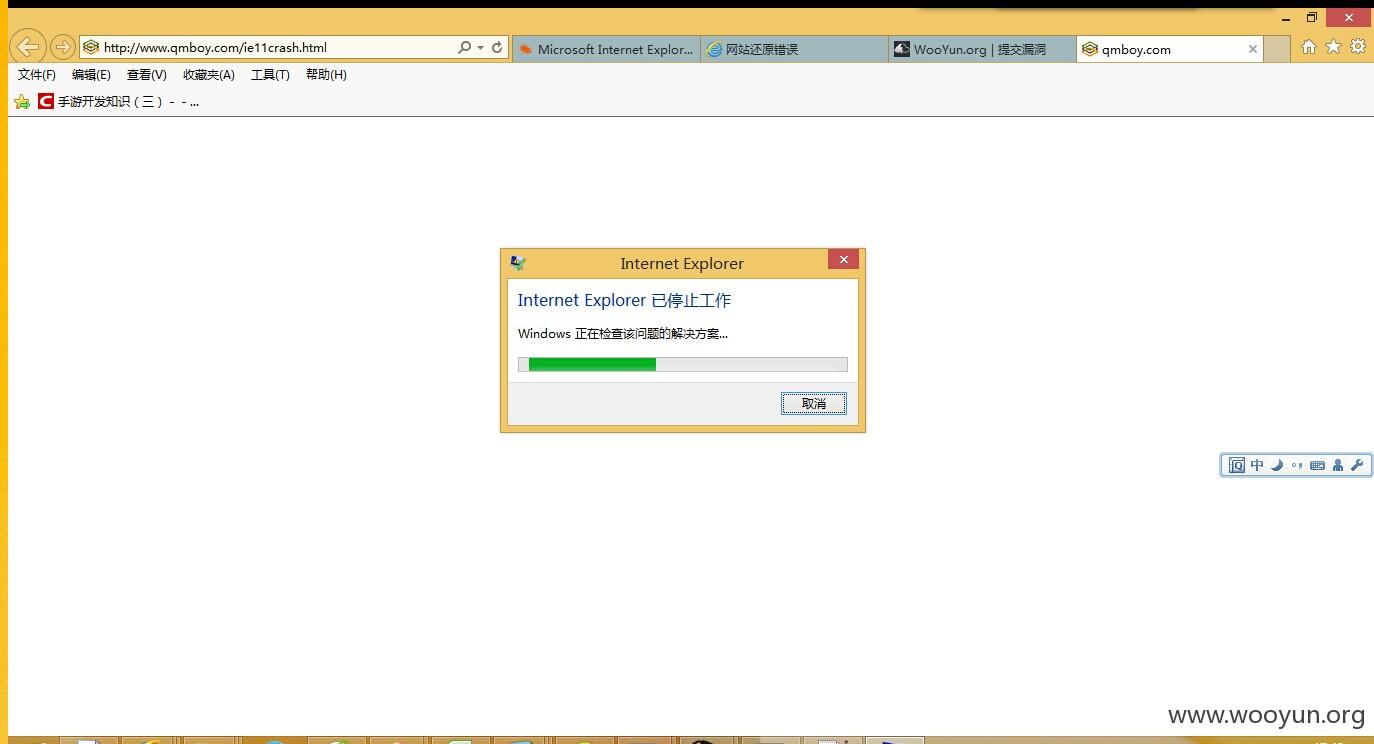 http://www.qmboy.com/ie11crash.html
Microsoft Internet Explor...
网站还原错误
WooYun.org | 提交漏洞
qmboy.com
文件(F) 编辑(E) 查看(V) 收藏夹(A) 工具(T) 帮助(H)
手游开发知识（三） - - ...
Internet Explorer
Internet Explorer 已停止工作
Windows 正在检查该问题的解决方案...
取消
中
www.wooyun.org